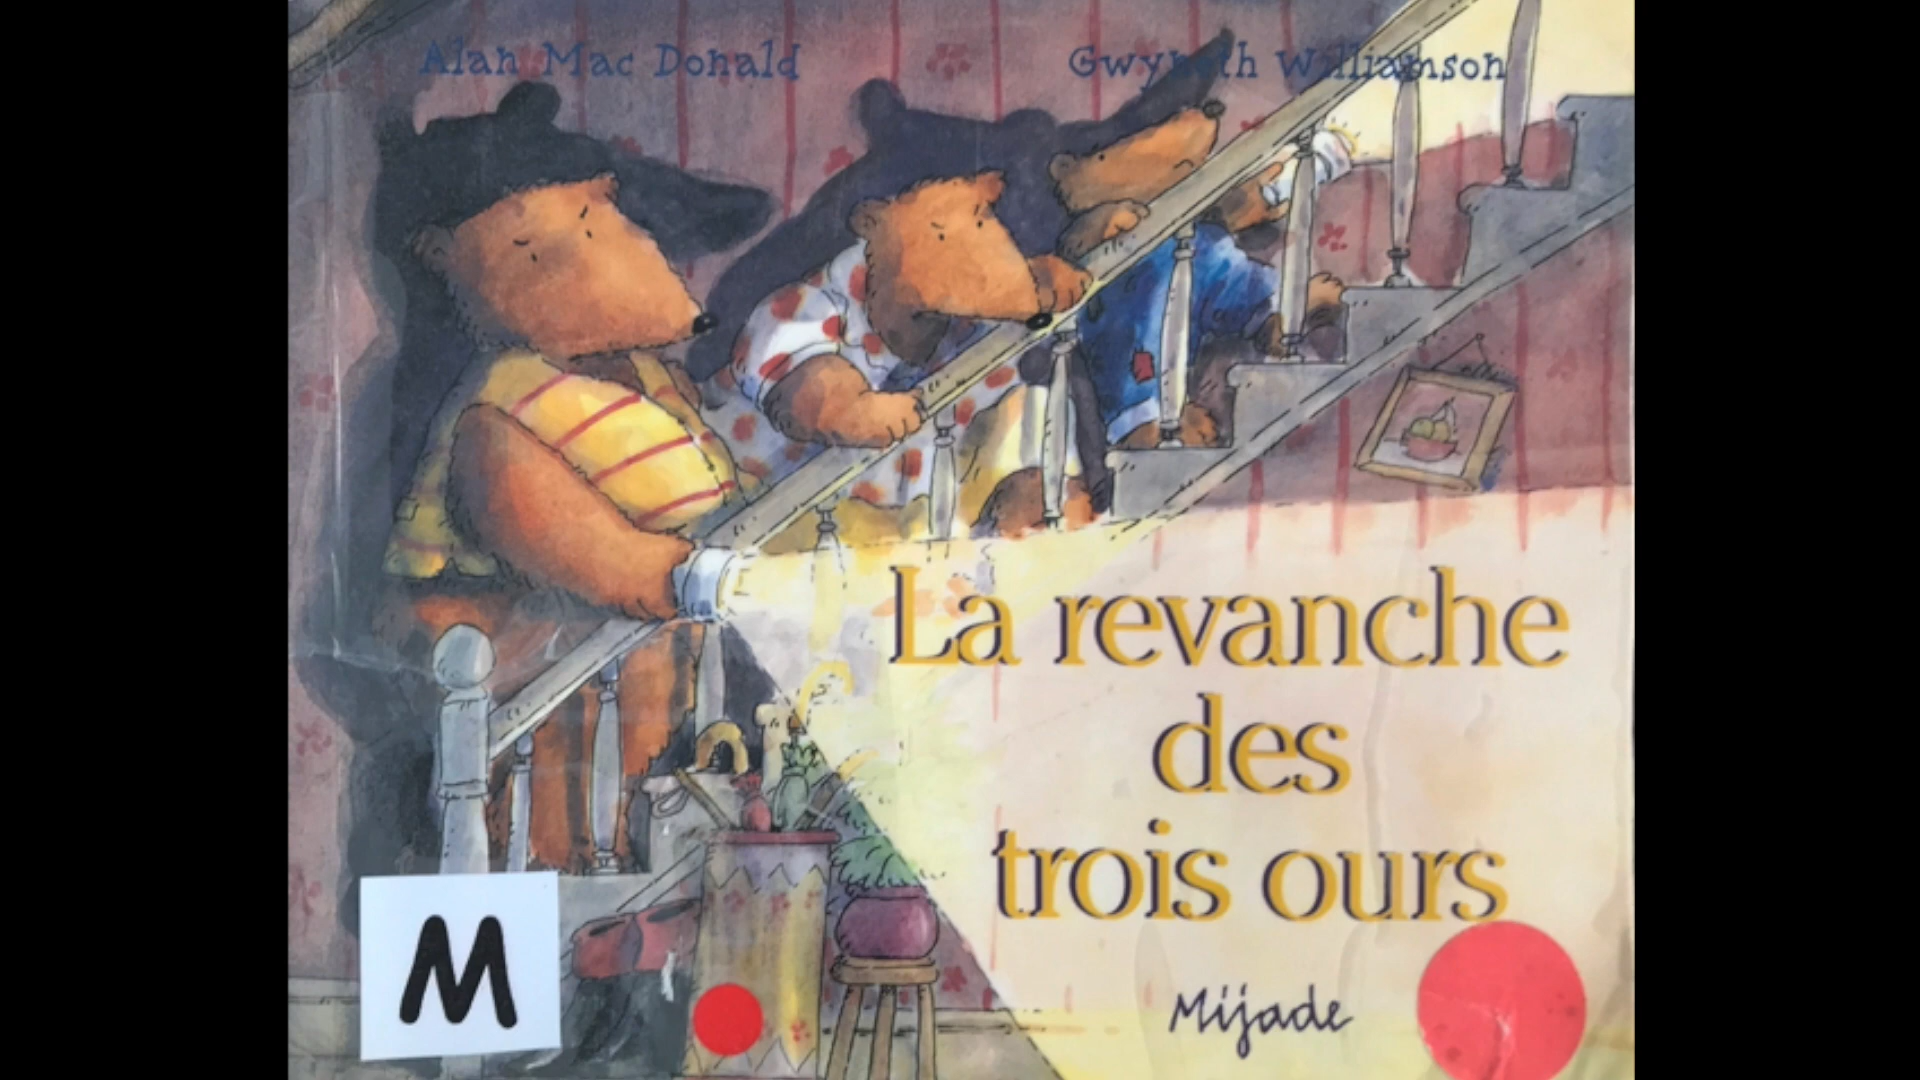 Alan Mac Donald
Gwyneth Williamson
La revanche
des
trois ours
Mijade
M